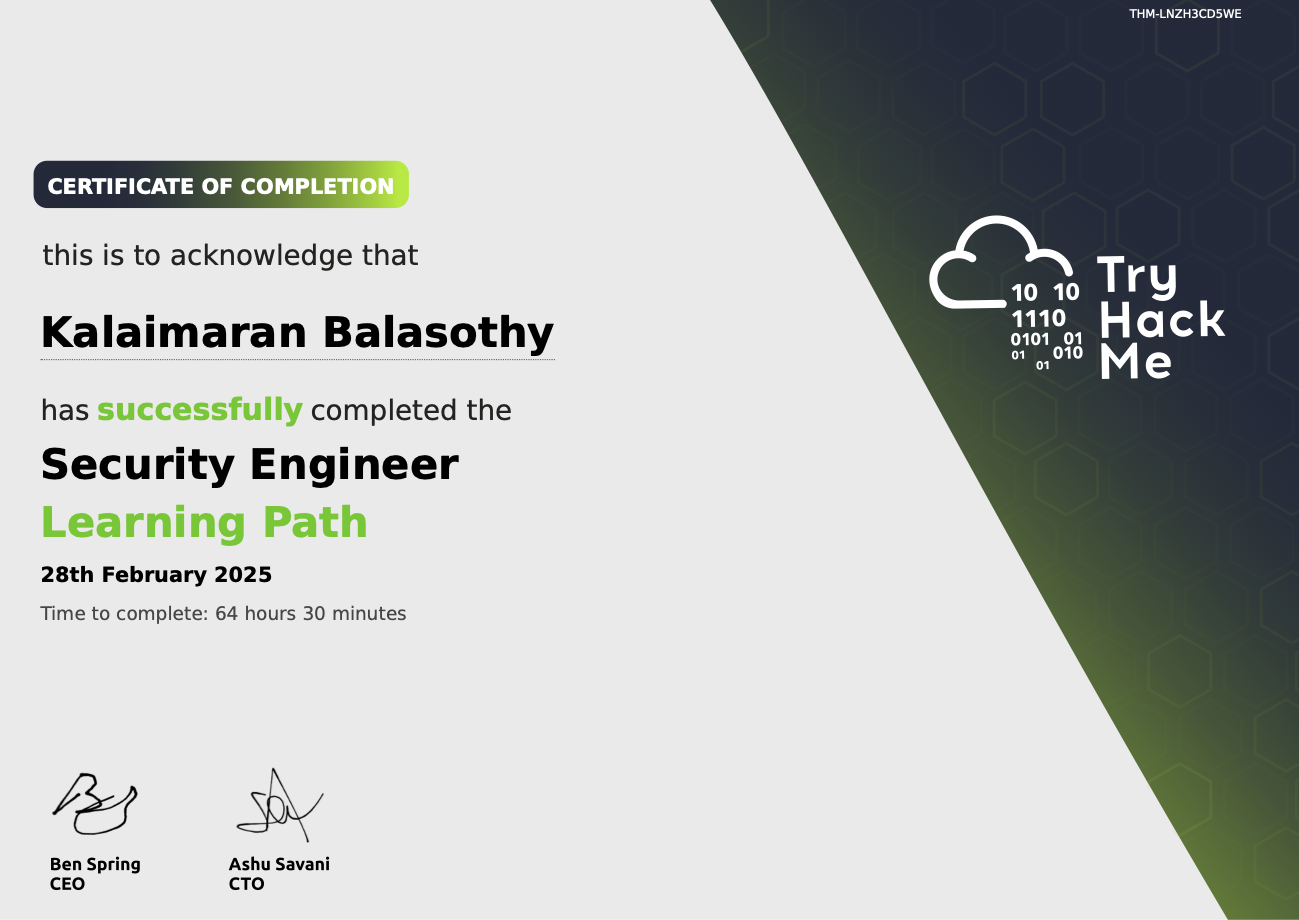 THM-LNZH3CD5WE
CERTIFICATE OF COMPLETION
this is to acknowledge that
Kalaimaran Balasothy
has successfully completed the
Security Engineer
Learning Path
28th February 2025
Time to complete: 64 hours 30 minutes
10 10
1110
0101 01
01 010
01
Try
Hack
Me
Ben Spring
CEO
Ashu Savani
CTO